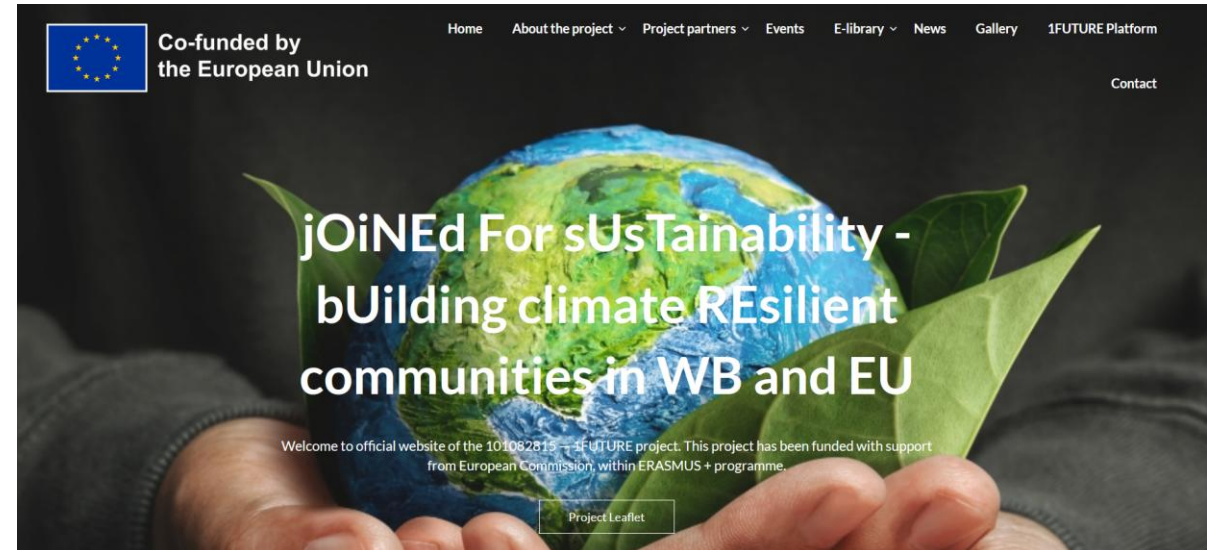 Co-funded by
the European Union
Home About the project Project partners Events E-library News Gallery 1FUTURE Platform
Contact
jOiNEd For sUsTainability -
bUilding climate REsilient
communities in WB and EU
Welcome to official website of the 101082815 — 1FUTURE project. This project has been funded with support
from European Commission, within ERASMUS + programme.
Project Leaflet